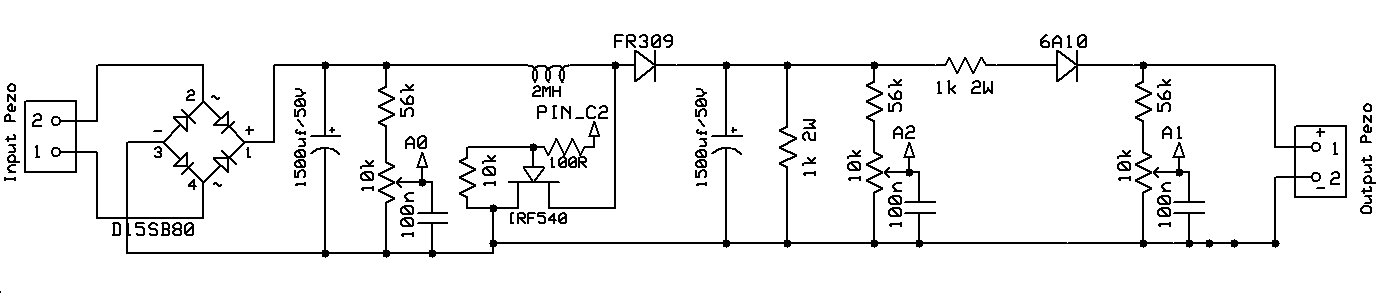 Input Pezo
2
1
2
~
-
3
+
1
4
~
D15SB80
1500uf/50V
+
56k
10k
A0
100n
2MH
PIN_C2
100R
10k
IRF540
FR309
1500uf/50V
+
1k 2W
56k
10k
A2
100n
1k 2W
6A10
56k
10k
A1
100n
+
1
2
-
Output Pezo